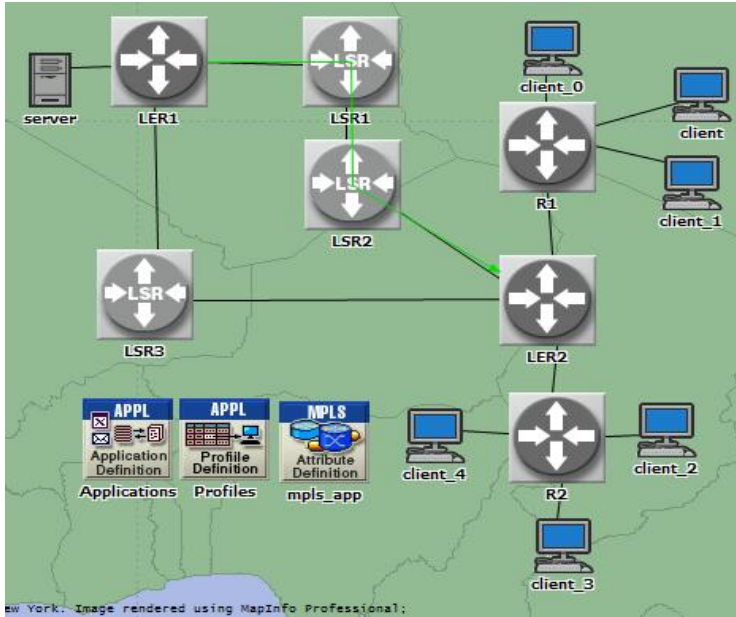 server
LER1
LSR
LSR1
client_0
client
LSR
LSR2
R1
client_1
LSR
LSR3
LER2
APPL
Application
Definition
Applications
APPL
Profile
Definition
Profiles
MPLS
Attribute
Definition
mpls_app
client_4
R2
client_2
client_3
ew York. Image rendered using MapInfo Professional;